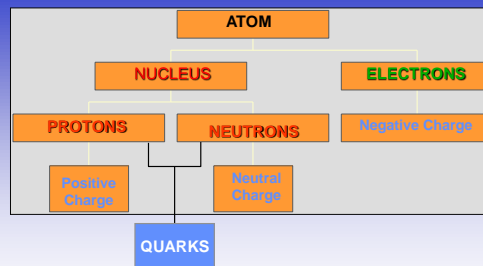 ATOM
NUCLEUS
ELECTRONS
PROTONS
NEUTRONS
Negative Charge
Positive
Charge
Neutral
Charge
QUARKS